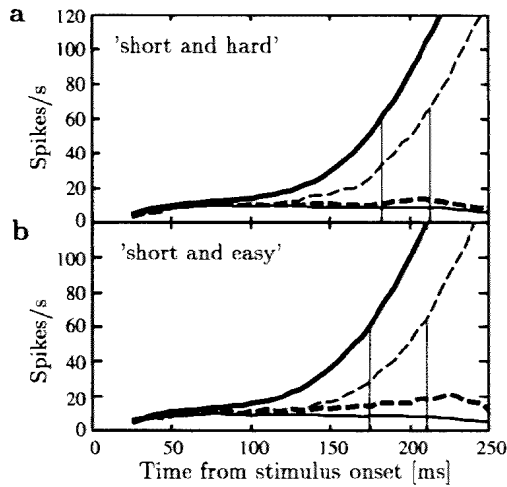 a
120
100
80
60
40
20
0
Spikes/s
'short and hard'
b
100
80
60
40
20
0
Spikes/s
'short and easy'
0 50 100 150 200 250
Time from stimulus onset [ms]